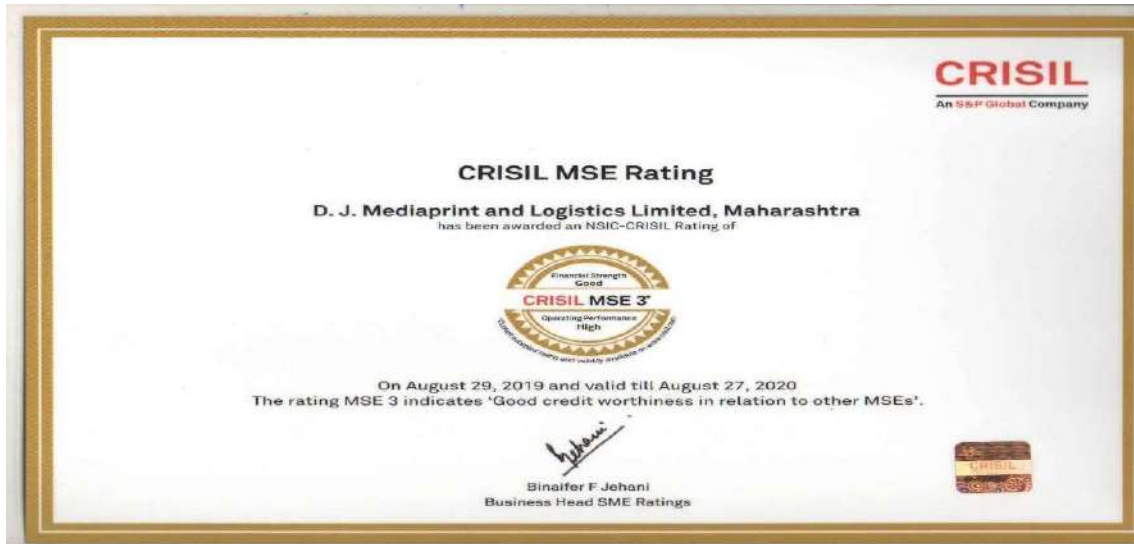 CRISIL
An S&P Global Company
CRISIL MSE Rating
D. J. Mediaprint and Logistics Limited, Maharashtra
has been awarded an NSIC-CRISIL Rating of
Financial Strength
Good
CRISIL MSE 3*
Operating Performance
High
On August 29, 2019 and valid till August 27, 2020
The rating MSE 3 indicates 'Good credit worthiness in relation to other MSEs'.
Binaifer F Jehani
Business Head SME Ratings
CRISIL